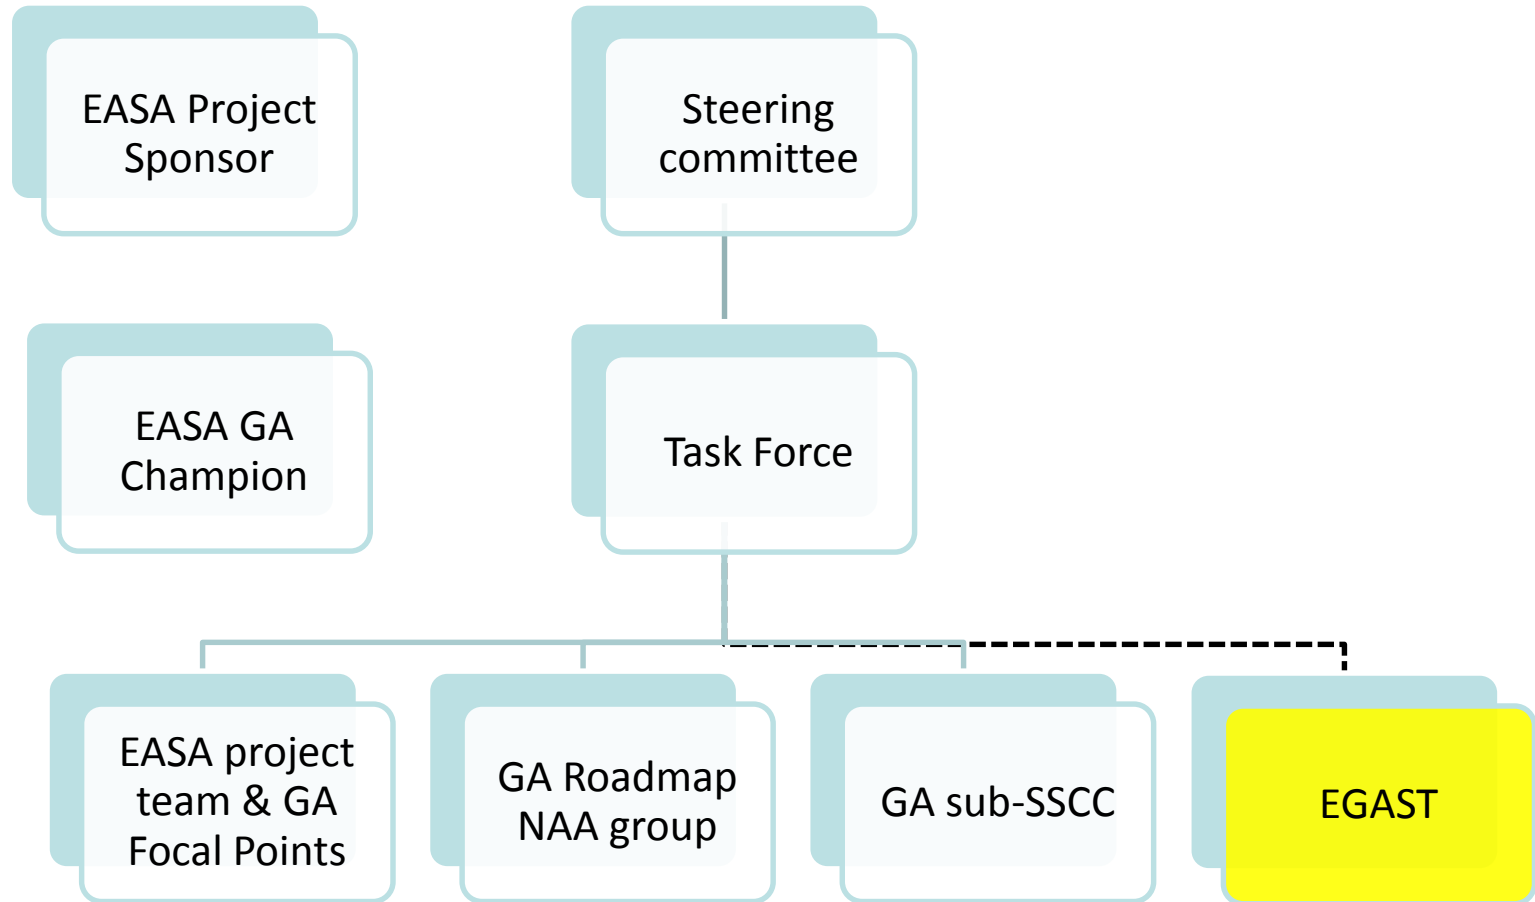 EASA Project
Sponsor
Steering
committee
EASA GA
Champion
Task Force
EASA project
team & GA
Focal Points
GA Roadmap
NAA group
GA sub-SSCC
EGAST